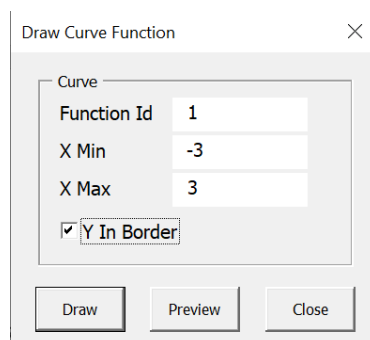 Draw Curve Function
Curve
Function Id 1
X Min -3
X Max 3
Y In Border
Draw Preview Close